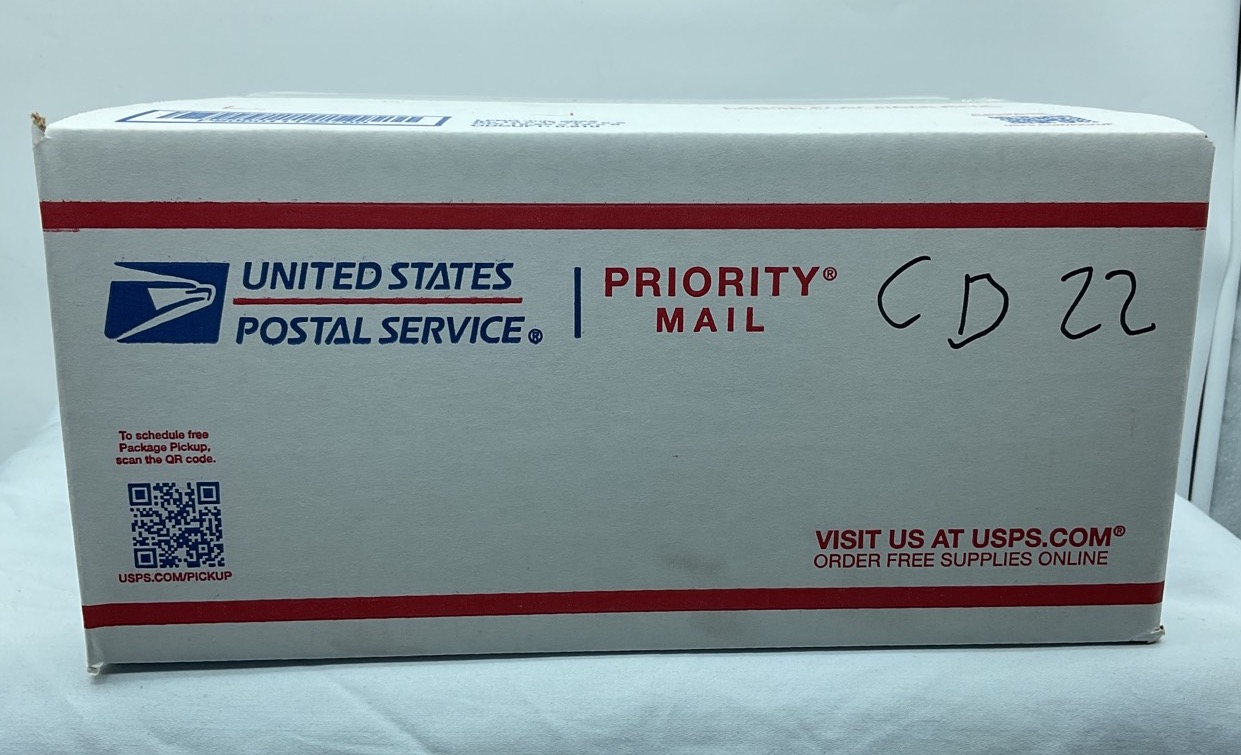 UNITED STATES
POSTAL SERVICE®
PRIORITY®
MAIL
CD 22
To schedule free
Package Pickup,
scan the QR code.
USPS.COM/PICKUP
VISIT US AT USPS.COM®
ORDER FREE SUPPLIES ONLINE